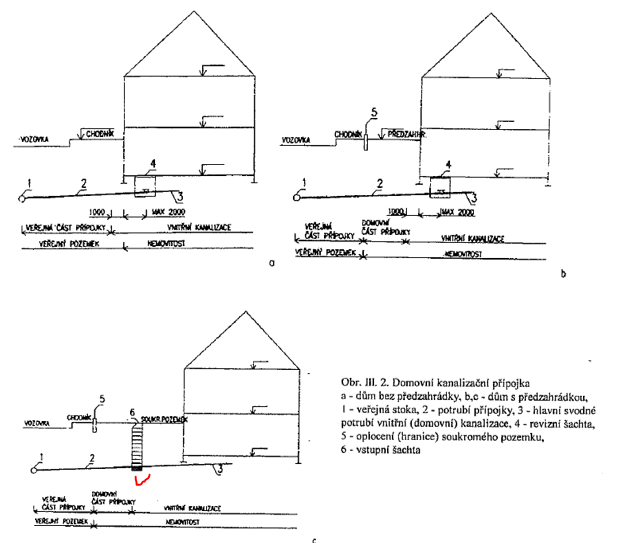 4
VOZOVKA
CHODNÍK
1
2
3
1000
MAX 2000
VEŘEJNÁ ČÁST PŘÍPOJKY
VNITŘNÍ KANALIZACE
VEŘEJNÝ POZEMEK
NEMOVITOST
a
5
VOZOVKA
CHODNÍK
PŘEDZAHR.
4
1
2
3
1000
MAX 2000
VEŘEJNÁ ČÁST PŘÍPOJKY
DOMOVNÍ ČÁST PŘÍPOJKY
VNITŘNÍ KANALIZACE
VEŘEJNÝ POZEMEK
NEMOVITOST
b
5
6
VOZOVKA
CHODNÍK
SOUKR.POZEMEK
1
2
3
VEŘEJNÁ ČÁST PŘÍPOJKY
DOMOVNÍ ČÁST PŘÍPOJKY
VNITŘNÍ KANALIZACE
VEŘEJNÝ POZEMEK
NEMOVITOST
c
Obr. III. 2. Domovní kanalizační přípojka
a - dům bez předzahrádky, b,c - dům s předzahrádkou,
1 - veřejná stoka, 2 - potrubí přípojky, 3 - hlavní svodné
potrubí vnitřní (domovní) kanalizace, 4 - revizní šachta,
5 - oplocení (hranice) soukromého pozemku,
6 - vstupní šachta